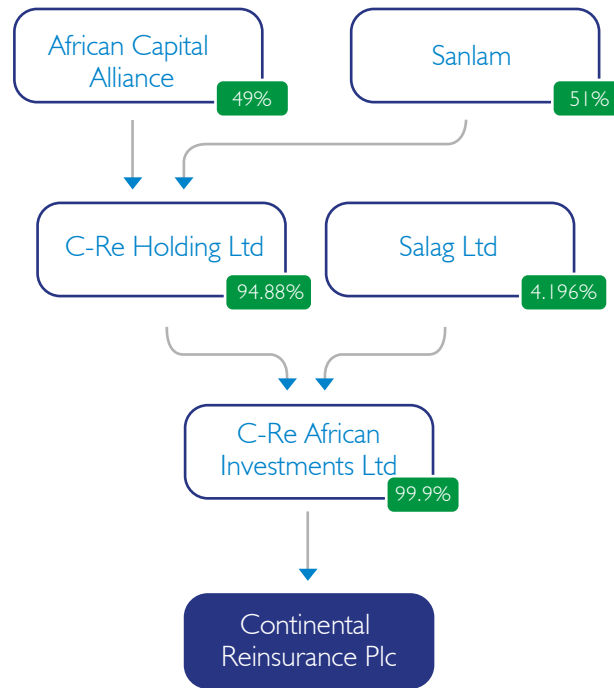 African Capital
Alliance
49%
Sanlam
51%
C-Re Holding Ltd
94.88%
Salag Ltd
4.196%
C-Re African
Investments Ltd
99.9%
Continental
Reinsurance Plc